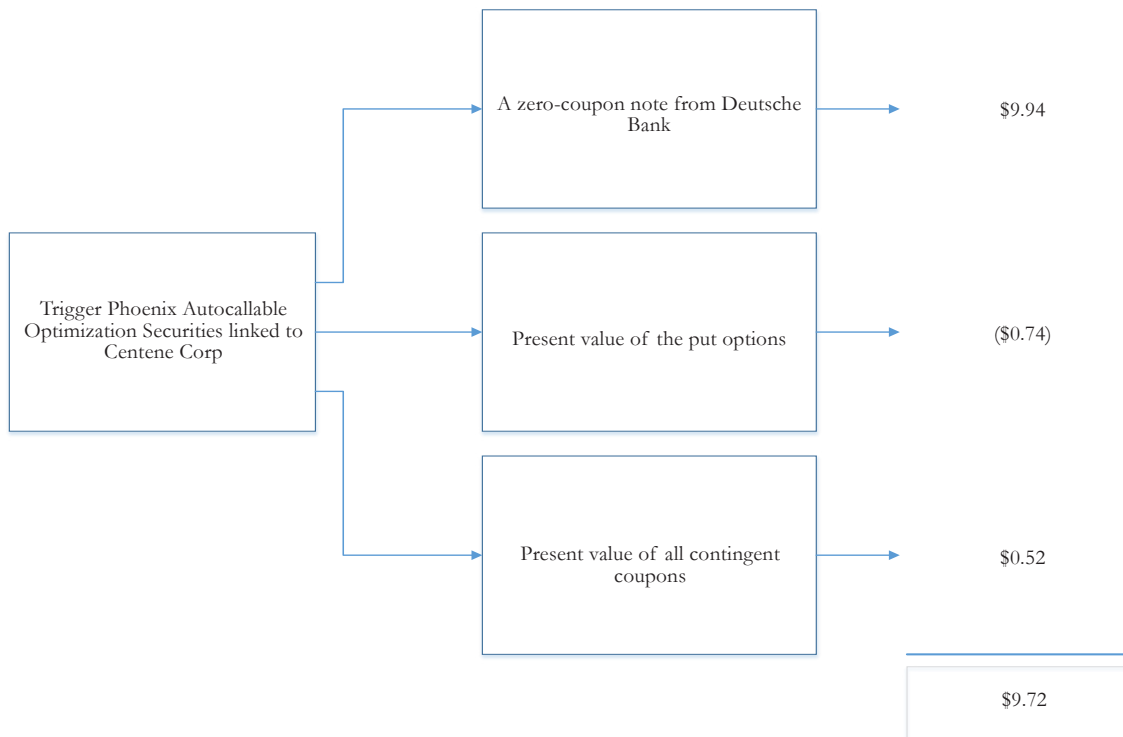 A zero-coupon note from Deutsche
Bank
$9.94
Trigger Phoenix Autocallable
Optimization Securities linked to
Centene Corp
Present value of the put options
($0.74)
Present value of all contingent
coupons
$0.52
$9.72